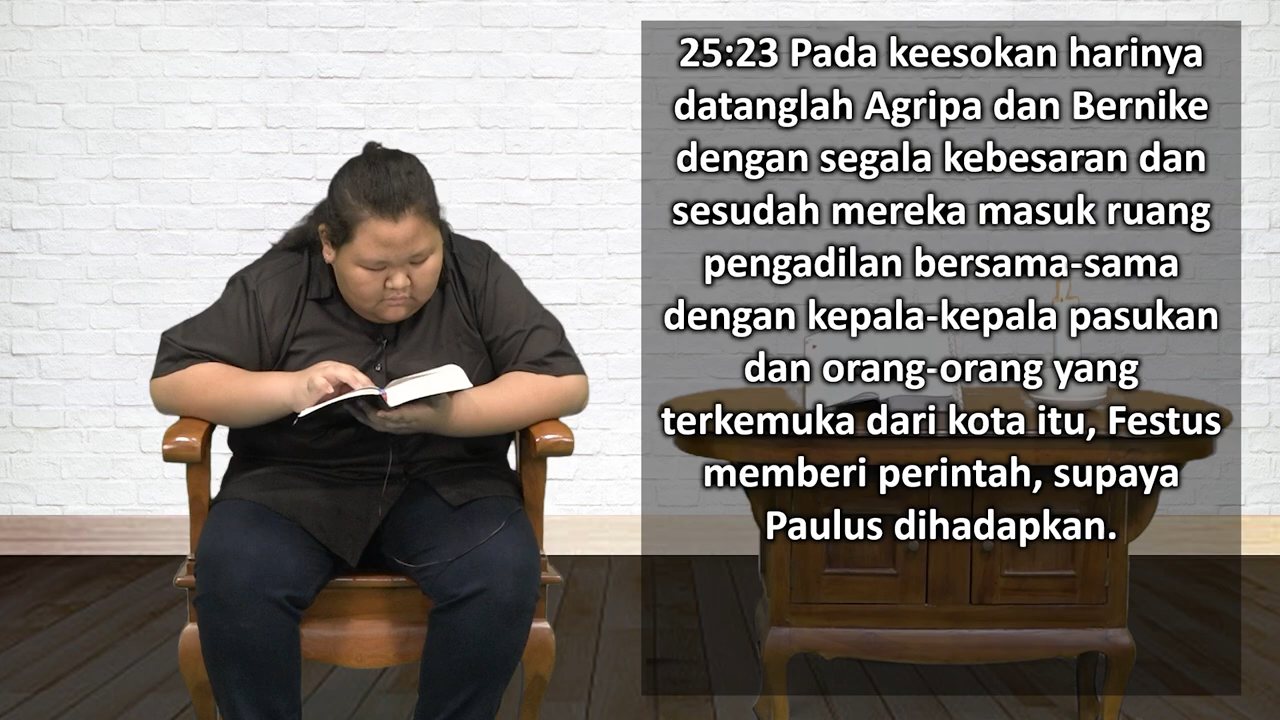 25:23 Pada keesokan harinya
datanglah Agripa dan Bernike
dengan segala kebesaran dan
sesudah mereka masuk ruang
pengadilan bersama-sama
dengan kepala-kepala pasukan
dan orang-orang yang
terkemuka dari kota itu, Festus
memberi perintah, supaya
Paulus dihadapkan.